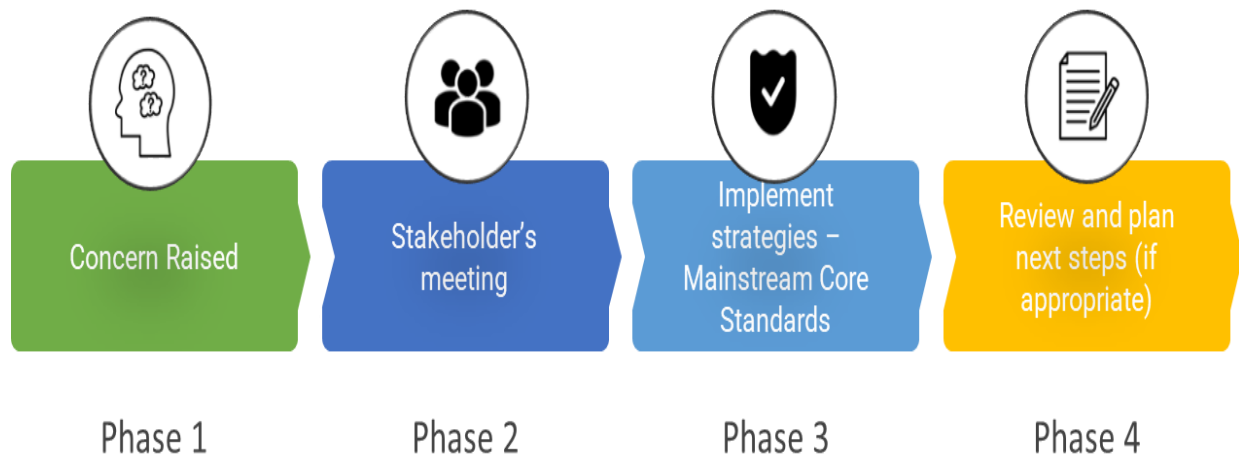 Concern Raised
Stakeholder’s
meeting
Implement
strategies –
Mainstream Core
Standards
Review and plan
next steps (if
appropriate)
Phase 1
Phase 2
Phase 3
Phase 4